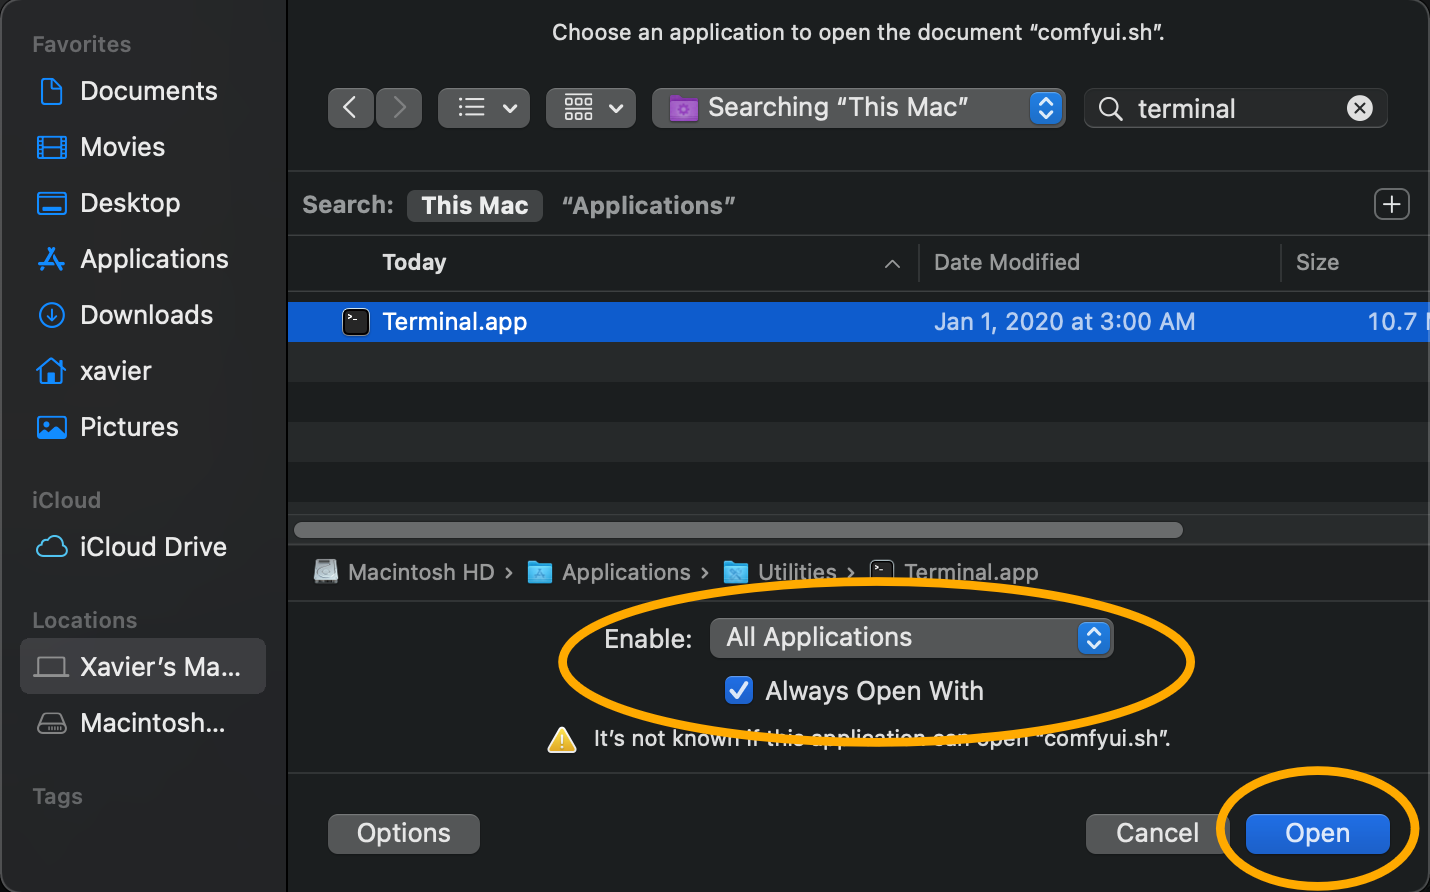 Favorites
Documents
Movies
Desktop
Applications
Downloads
xavier
Pictures
iCloud
iCloud Drive
Locations
Xavier’s Ma...
Macintosh...
Tags
Choose an application to open the document “comfyui.sh”.
Searching “This Mac”
terminal
Search: This Mac “Applications”
Today Date Modified Size
Terminal.app Jan 1, 2020 at 3:00 AM 10.7
Macintosh HD › Applications › Utilities › Terminal.app
Enable: All Applications
Always Open With
It’s not known if this application can open “comfyui.sh”.
Options Cancel Open